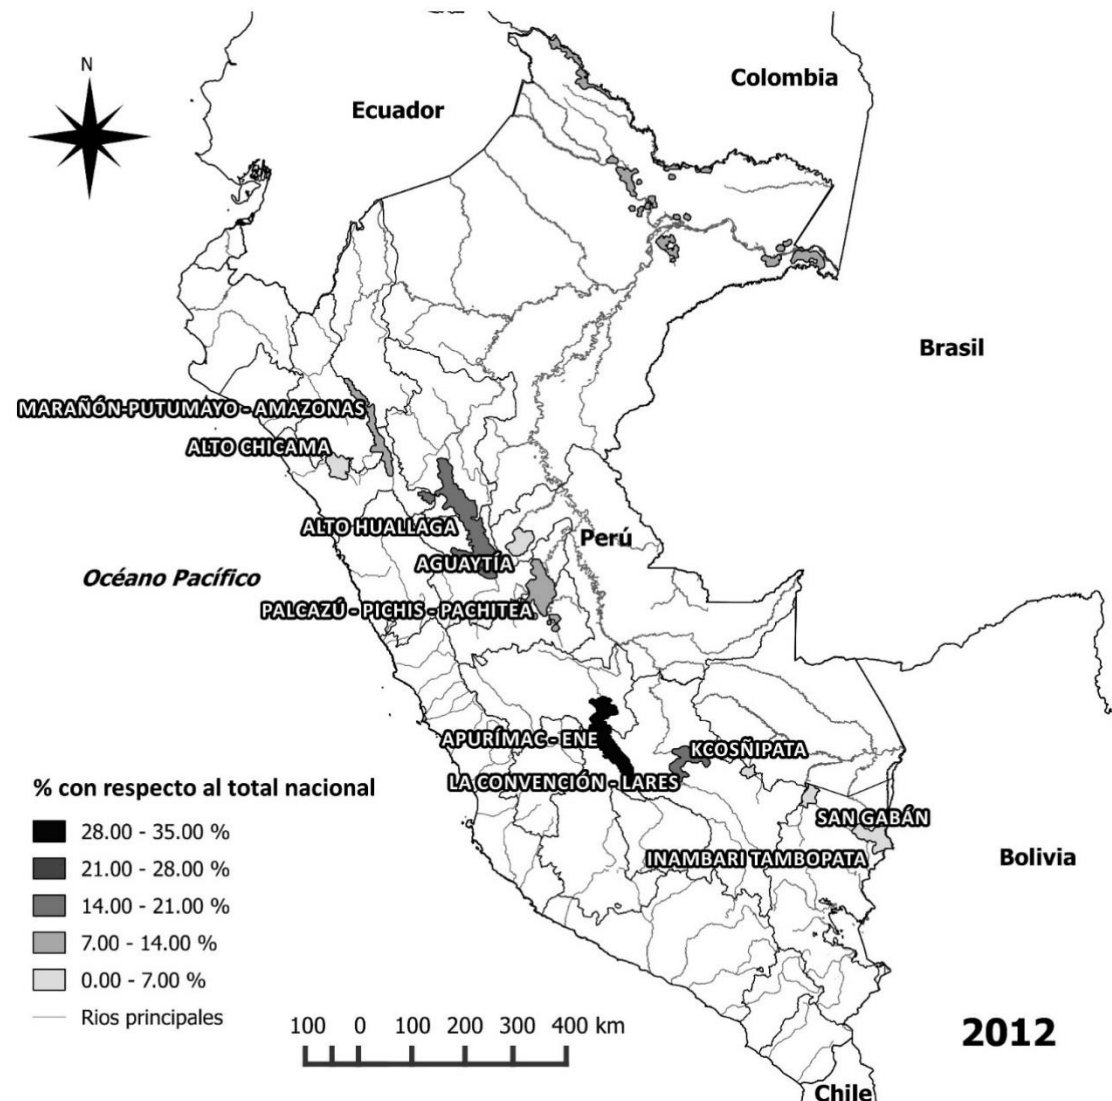 N
Ecuador
Colombia
Brasil
MARAÑÓN-PUTUMAYO - AMAZONAS
ALTO CHICAMA
ALTO HUALLAGA
Perú
AGUAYTÍA
Océano Pacífico
PALCAZÚ - PICHIS - PACHITEA
APURÍMAC - ENE
KCOSÑIPATA
LA CONVENCIÓN - LARES
SAN GABÁN
INAMBARI TAMBOPATA
Bolivia
% con respecto al total nacional
28.00 - 35.00 %
21.00 - 28.00 %
14.00 - 21.00 %
7.00 - 14.00 %
0.00 - 7.00 %
Rios principales
100 0 100 200 300 400 km
2012
Chile